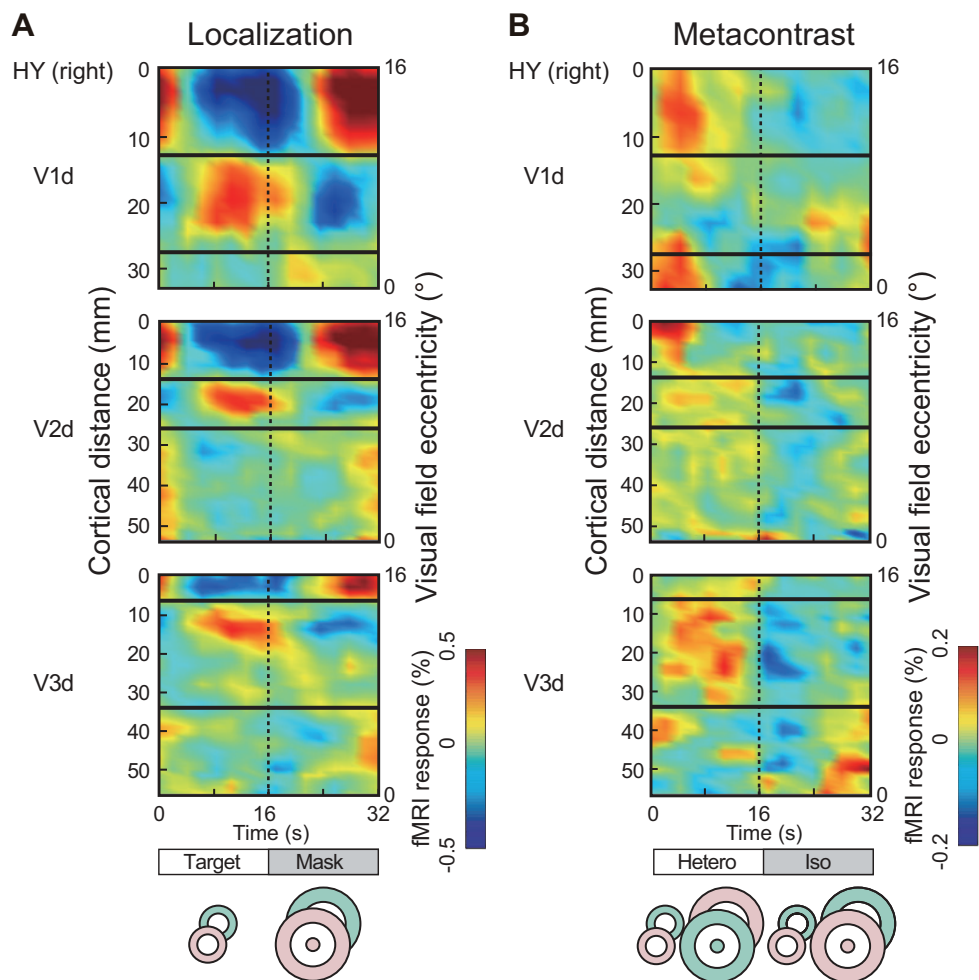 A
Localization
B
Metacontrast
HY (right)
0
10
20
30
16
0
V1d
HY (right)
0
10
20
30
16
0
V1d
0
10
20
30
40
50
16
0
V2d
0
10
20
30
40
50
16
0
V2d
0
10
20
30
40
50
16
0
V3d
0
10
20
30
40
50
16
0
V3d
Cortical distance (mm)
Visual field eccentricity (°)
Cortical distance (mm)
Visual field eccentricity (°)
fMRI response (%)
0.5
0
-0.5
fMRI response (%)
0.2
0
-0.2
0 16 32
Time (s)
0 16 32
Time (s)
Target Mask
Hetero Iso